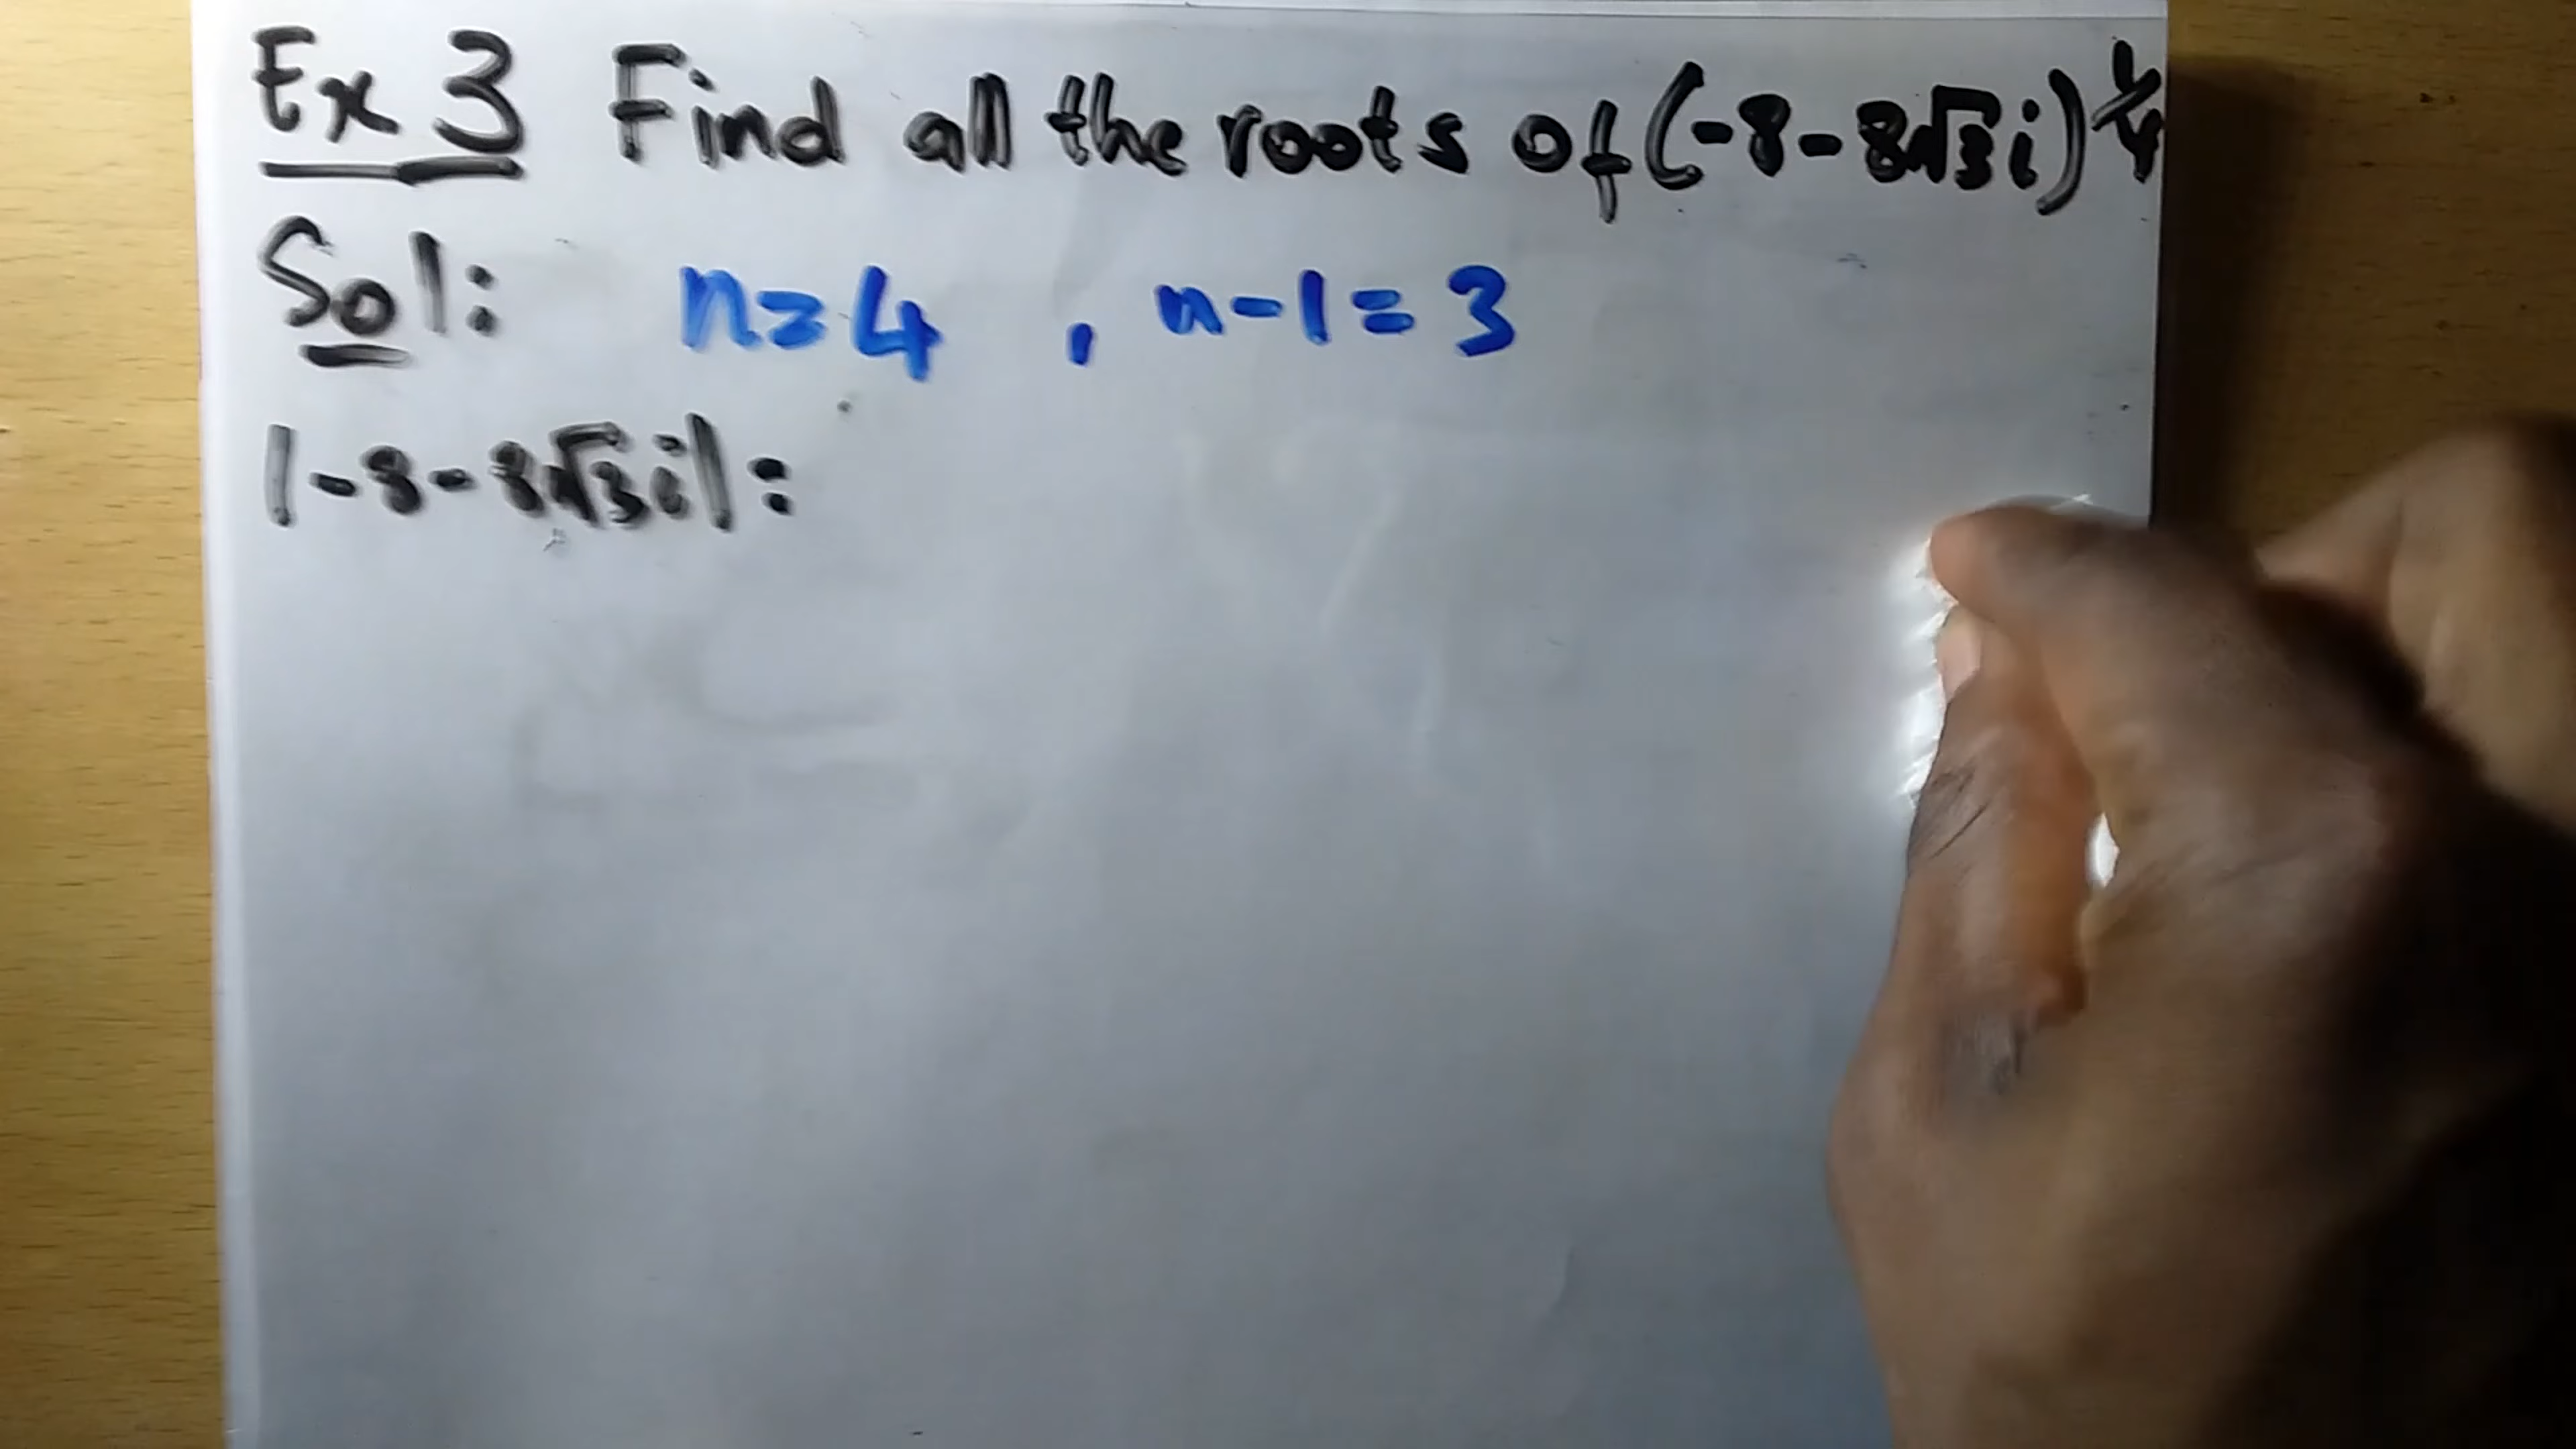 Ex 3 Find all the roots of (-8-8√3i)^1/4
Sol: n=4 , n-1=3
|-8-8√3i|=